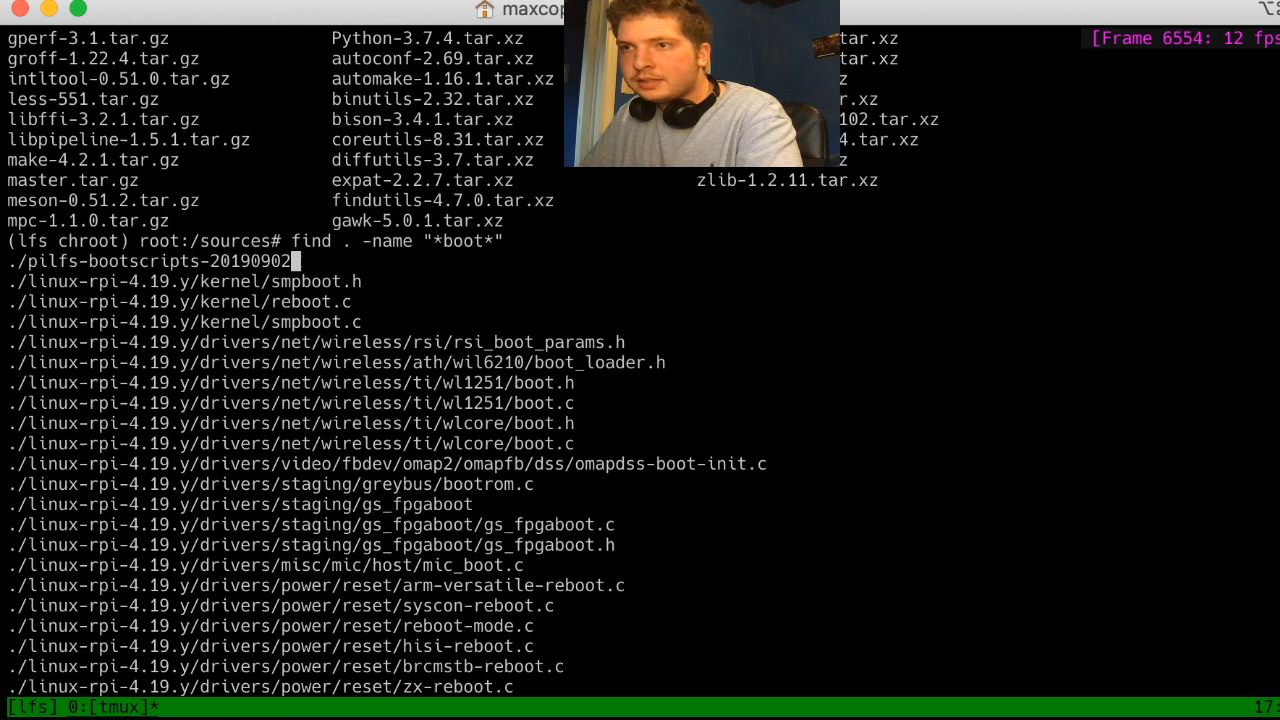 maxcop
gperf-3.1.tar.gz Python-3.7.4.tar.xz tar.xz [Frame 6554: 12 fps
groff-1.22.4.tar.gz autoconf-2.69.tar.xz tar.xz
intltool-0.51.0.tar.gz automake-1.16.1.tar.xz z
less-551.tar.gz binutils-2.32.tar.xz r.xz
libffi-3.2.1.tar.gz bison-3.4.1.tar.xz 102.tar.xz
libpipeline-1.5.1.tar.gz coreutils-8.31.tar.xz 4.tar.xz
make-4.2.1.tar.gz diffutils-3.7.tar.xz z
master.tar.gz expat-2.2.7.tar.xz zlib-1.2.11.tar.xz
meson-0.51.2.tar.gz findutils-4.7.0.tar.xz
mpc-1.1.0.tar.gz gawk-5.0.1.tar.xz
(lfs chroot) root:/sources# find . -name "*boot*"
./pilfs-bootscripts-20190902
./linux-rpi-4.19.y/kernel/smpboot.h
./linux-rpi-4.19.y/kernel/reboot.c
./linux-rpi-4.19.y/kernel/smpboot.c
./linux-rpi-4.19.y/drivers/net/wireless/rsi/rsi_boot_params.h
./linux-rpi-4.19.y/drivers/net/wireless/ath/wil6210/boot_loader.h
./linux-rpi-4.19.y/drivers/net/wireless/ti/wl1251/boot.h
./linux-rpi-4.19.y/drivers/net/wireless/ti/wl1251/boot.c
./linux-rpi-4.19.y/drivers/net/wireless/ti/wlcore/boot.h
./linux-rpi-4.19.y/drivers/net/wireless/ti/wlcore/boot.c
./linux-rpi-4.19.y/drivers/video/fbdev/omap2/omapfb/dss/omapdss-boot-init.c
./linux-rpi-4.19.y/drivers/staging/greybus/bootrom.c
./linux-rpi-4.19.y/drivers/staging/gs_fpgaboot
./linux-rpi-4.19.y/drivers/staging/gs_fpgaboot/gs_fpgaboot.c
./linux-rpi-4.19.y/drivers/staging/gs_fpgaboot/gs_fpgaboot.h
./linux-rpi-4.19.y/drivers/misc/mic/host/mic_boot.c
./linux-rpi-4.19.y/drivers/power/reset/arm-versatile-reboot.c
./linux-rpi-4.19.y/drivers/power/reset/syscon-reboot.c
./linux-rpi-4.19.y/drivers/power/reset/reboot-mode.c
./linux-rpi-4.19.y/drivers/power/reset/hisi-reboot.c
./linux-rpi-4.19.y/drivers/power/reset/brcmstb-reboot.c
./linux-rpi-4.19.y/drivers/power/reset/zx-reboot.c
[lfs] 0:[tmux]* 17: